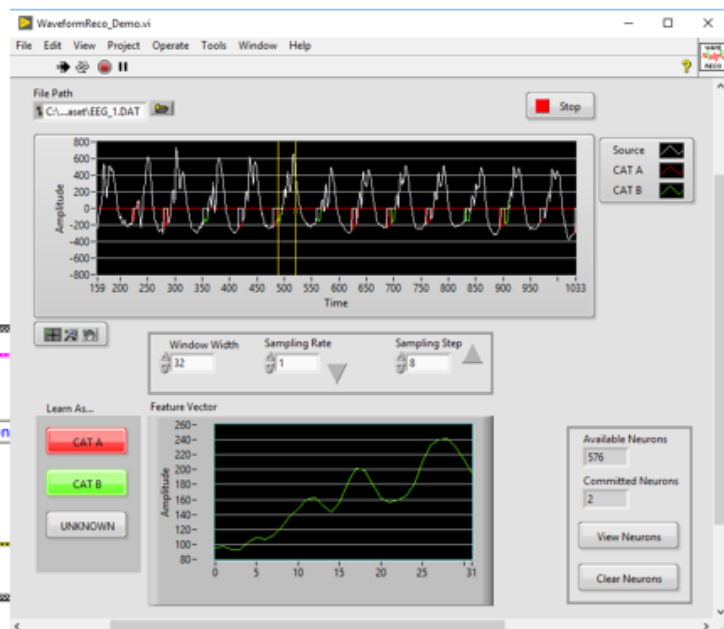 WaveformReco_Demo.vi
File Edit View Project Operate Tools Window Help
WAVE
RECO
File Path
C:\...aset\EEG_1.DAT
Stop
800
600
400
200
0
-200
-400
-600
-800
Amplitude
159 200 250 300 350 400 450 500 550 600 650 700 750 800 850 900 950 1033
Time
Source
CAT A
CAT B
Window Width
32
Sampling Rate
1
Sampling Step
8
Learn As...
CAT A
CAT B
UNKNOWN
Feature Vector
260
240
220
200
180
160
140
120
100
80
Amplitude
0 5 10 15 20 25 31
Available Neurons
576
Committed Neurons
2
View Neurons
Clear Neurons